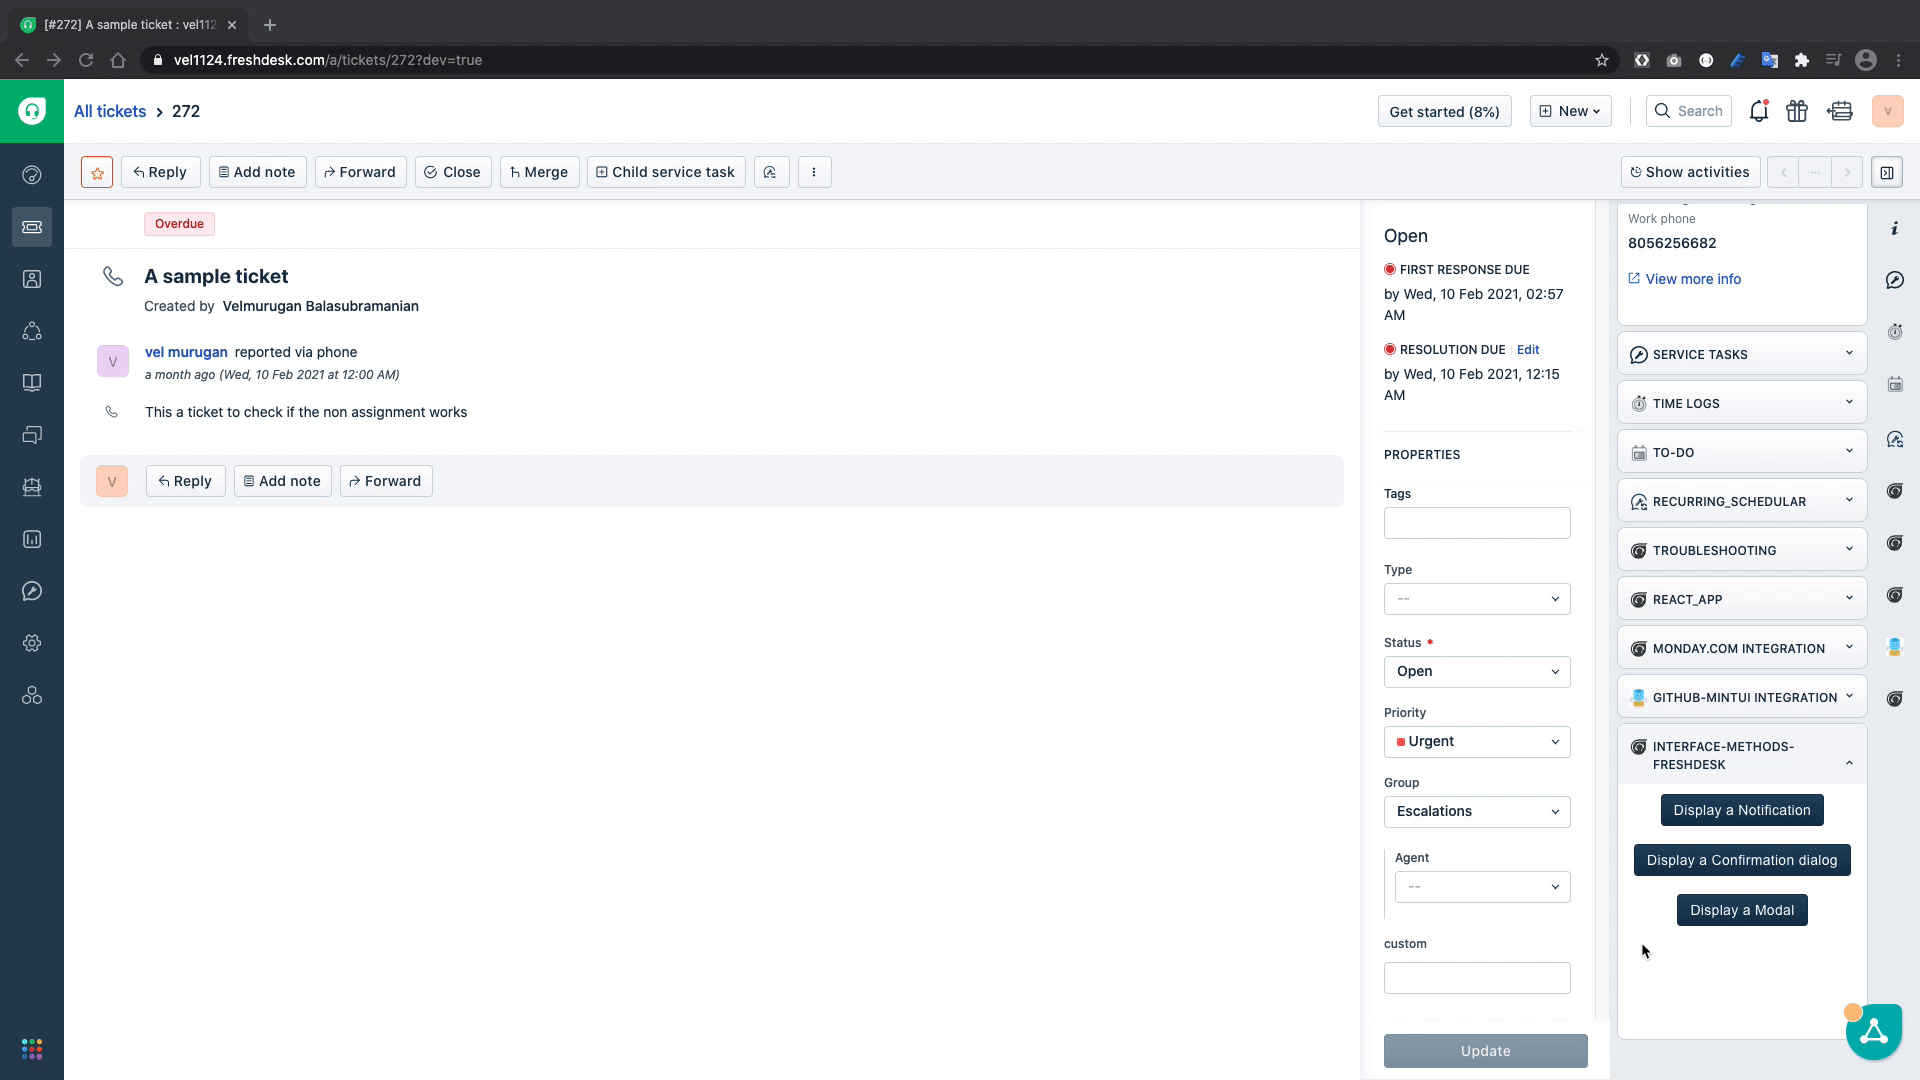 [#272] A sample ticket : vel112
vel1124.freshdesk.com/a/tickets/272?dev=true
All tickets > 272
Get started (8%)
New
Search
V
Reply
Add note
Forward
Close
Merge
Child service task
Show activities
Overdue
A sample ticket
Created by Velmurugan Balasubramanian
V
vel murugan reported via phone
a month ago (Wed, 10 Feb 2021 at 12:00 AM)
This a ticket to check if the non assignment works
V
Reply
Add note
Forward
Open
FIRST RESPONSE DUE
by Wed, 10 Feb 2021, 02:57
AM
RESOLUTION DUE Edit
by Wed, 10 Feb 2021, 12:15
AM
PROPERTIES
Tags
Type
--
Status *
Open
Priority
Urgent
Group
Escalations
Agent
--
custom
Update
Work phone
8056256682
View more info
SERVICE TASKS
TIME LOGS
TO-DO
RECURRING_SCHEDULAR
TROUBLESHOOTING
REACT_APP
MONDAY.COM INTEGRATION
GITHUB-MINTUI INTEGRATION
INTERFACE-METHODS-
FRESHDESK
Display a Notification
Display a Confirmation dialog
Display a Modal